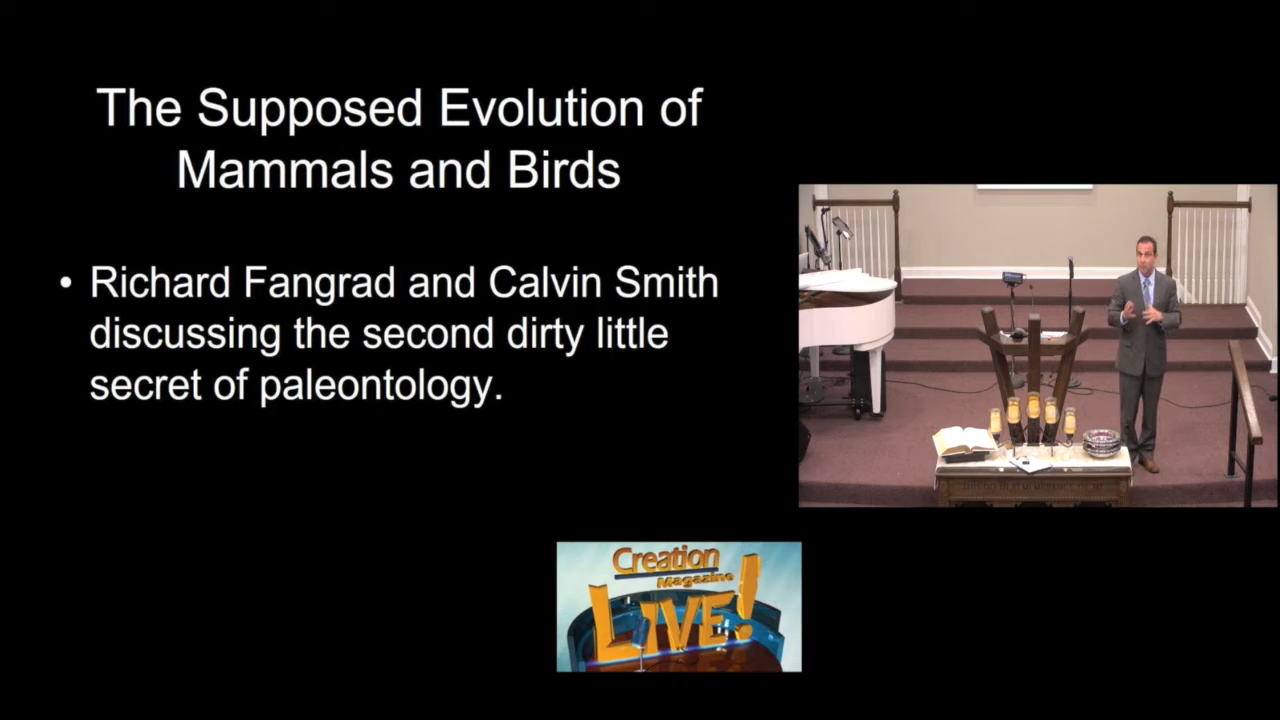 The Supposed Evolution of
Mammals and Birds
• Richard Fangrad and Calvin Smith
discussing the second dirty little
secret of paleontology.
Creation
Magazine
LIVE!